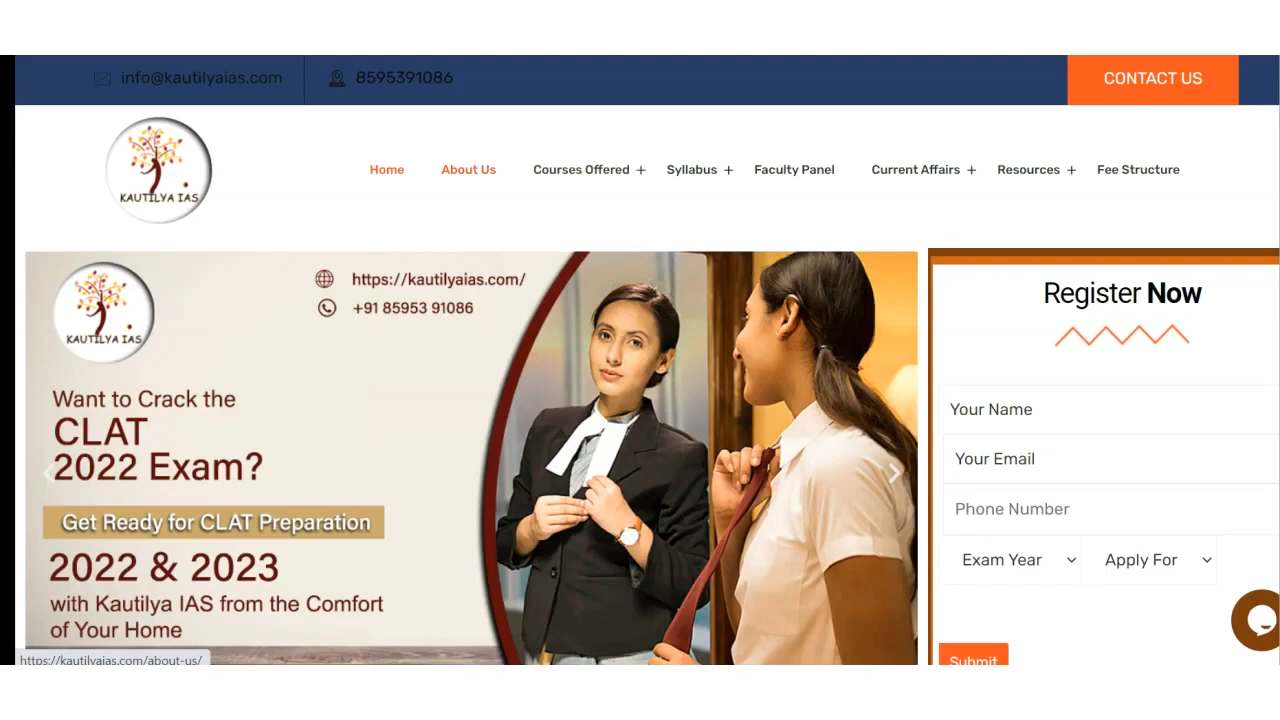 info@kautilyaias.com
8595391086
CONTACT US
KAUTILYA IAS
Home
About Us
Courses Offered +
Syllabus +
Faculty Panel
Current Affairs +
Resources +
Fee Structure
KAUTILYA IAS
https://kautilyaias.com/
+91 85953 91086
Want to Crack the
CLAT
2022 Exam?
Get Ready for CLAT Preparation
2022 & 2023
with Kautilya IAS from the Comfort
of Your Home
Register Now
Your Name
Your Email
Phone Number
Exam Year
Apply For
Submit
https://kautilyaias.com/about-us/